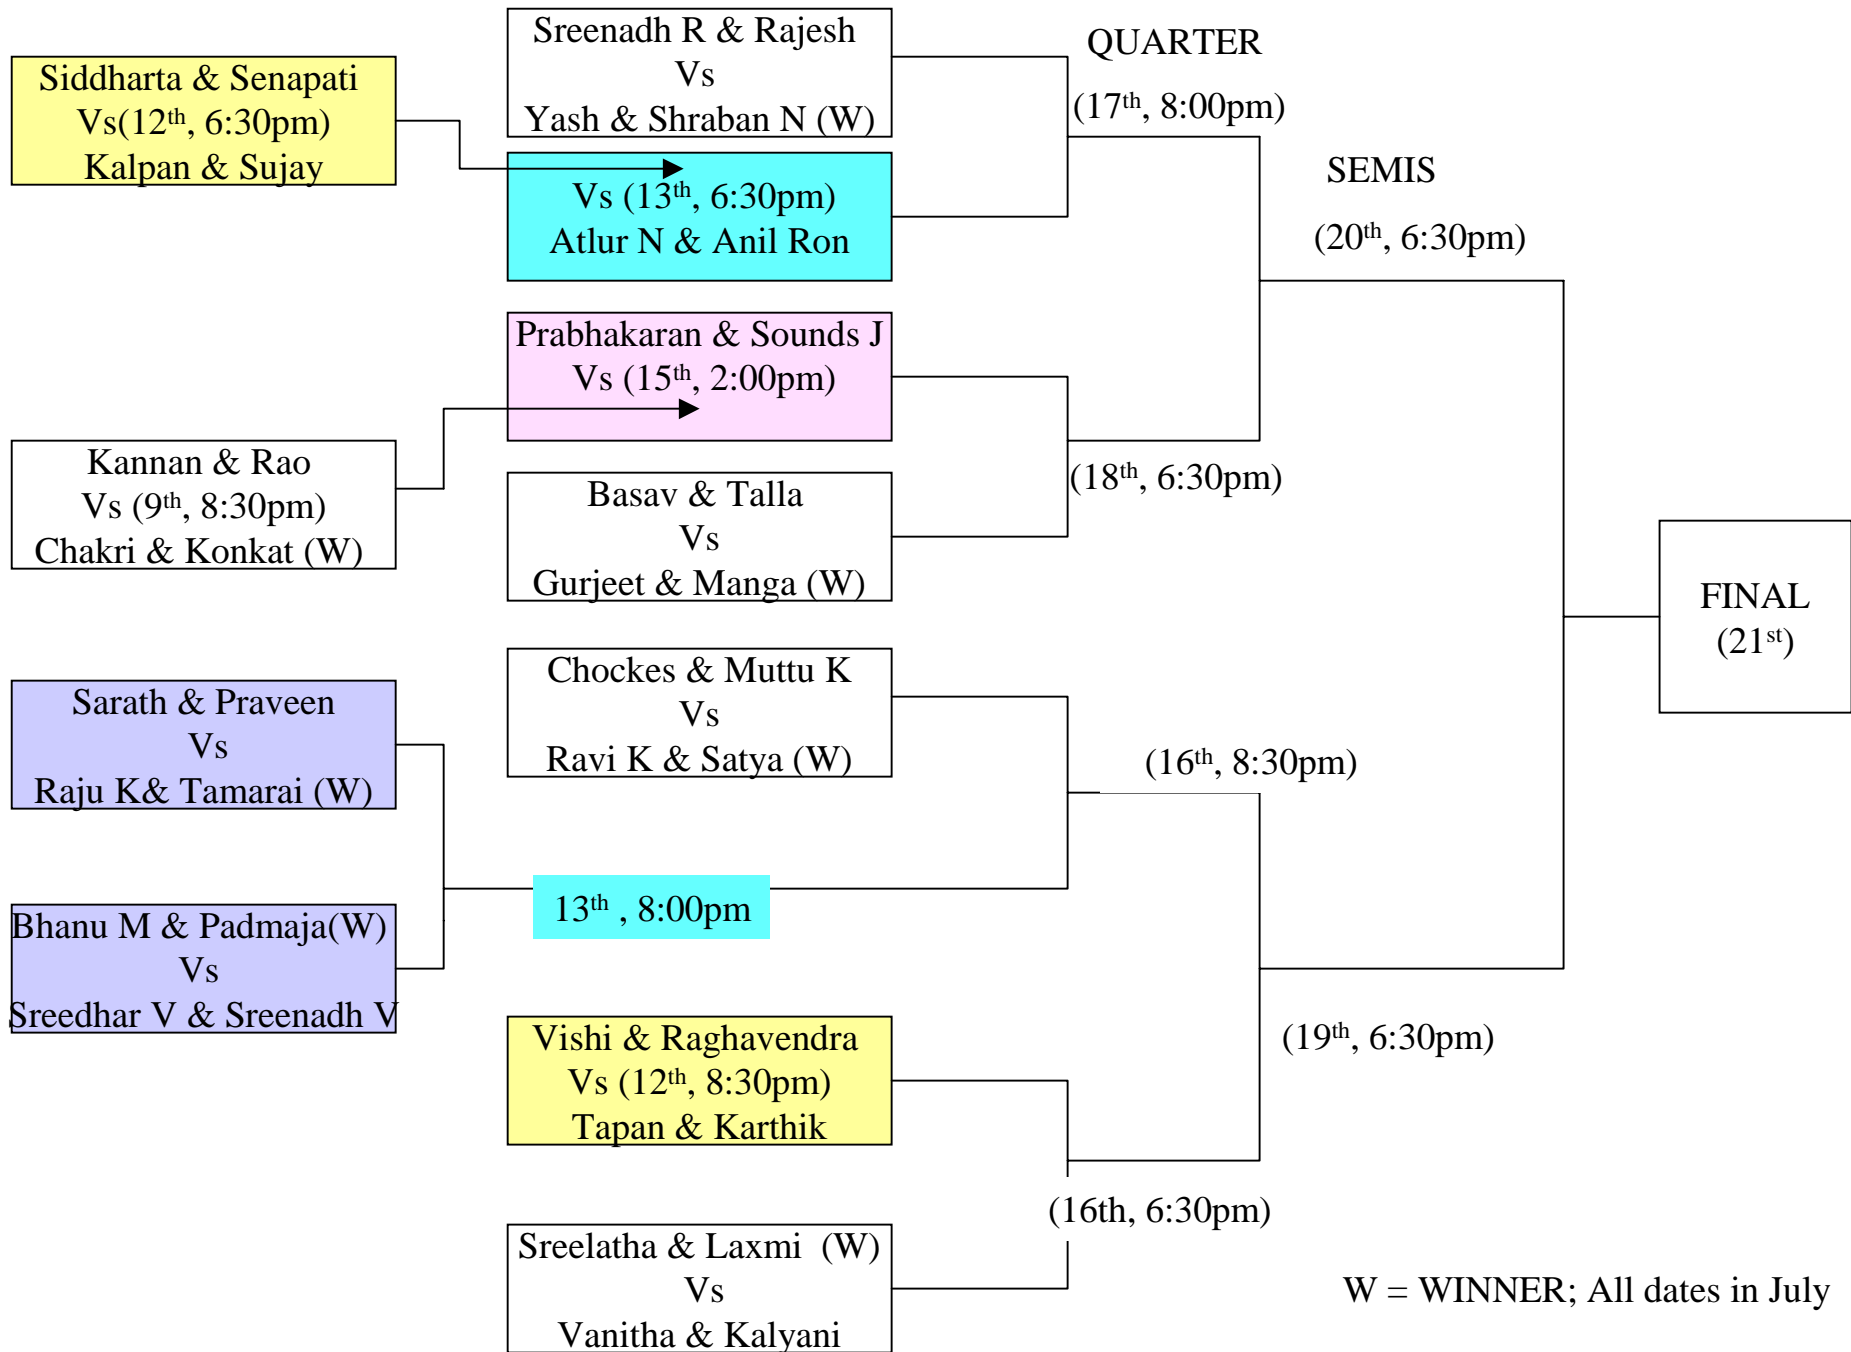 Siddharta & Senapati
Vs(12th, 6:30pm)
Kalpan & Sujay
Kannan & Rao
Vs (9th, 8:30pm)
Chakri & Konkat (W)
Sarath & Praveen
Vs
Raju K& Tamarai (W)
Bhanu M & Padmaja(W)
Vs
Sreedhar V & Sreenadh V
Sreenadh R & Rajesh
Vs
Yash & Shraban N (W)
Vs (13th, 6:30pm)
Atlur N & Anil Ron
Prabhakaran & Sounds J
Vs (15th, 2:00pm)
Basav & Talla
Vs
Gurjeet & Manga (W)
Chockes & Muttu K
Vs
Ravi K & Satya (W)
13th , 8:00pm
Vishi & Raghavendra
Vs (12th, 8:30pm)
Tapan & Karthik
Sreelatha & Laxmi (W)
Vs
Vanitha & Kalyani
QUARTER
(17th, 8:00pm)
(18th, 6:30pm)
(16th, 8:30pm)
(16th, 6:30pm)
SEMIS
(20th, 6:30pm)
(19th, 6:30pm)
FINAL
(21st)
W = WINNER; All dates in July